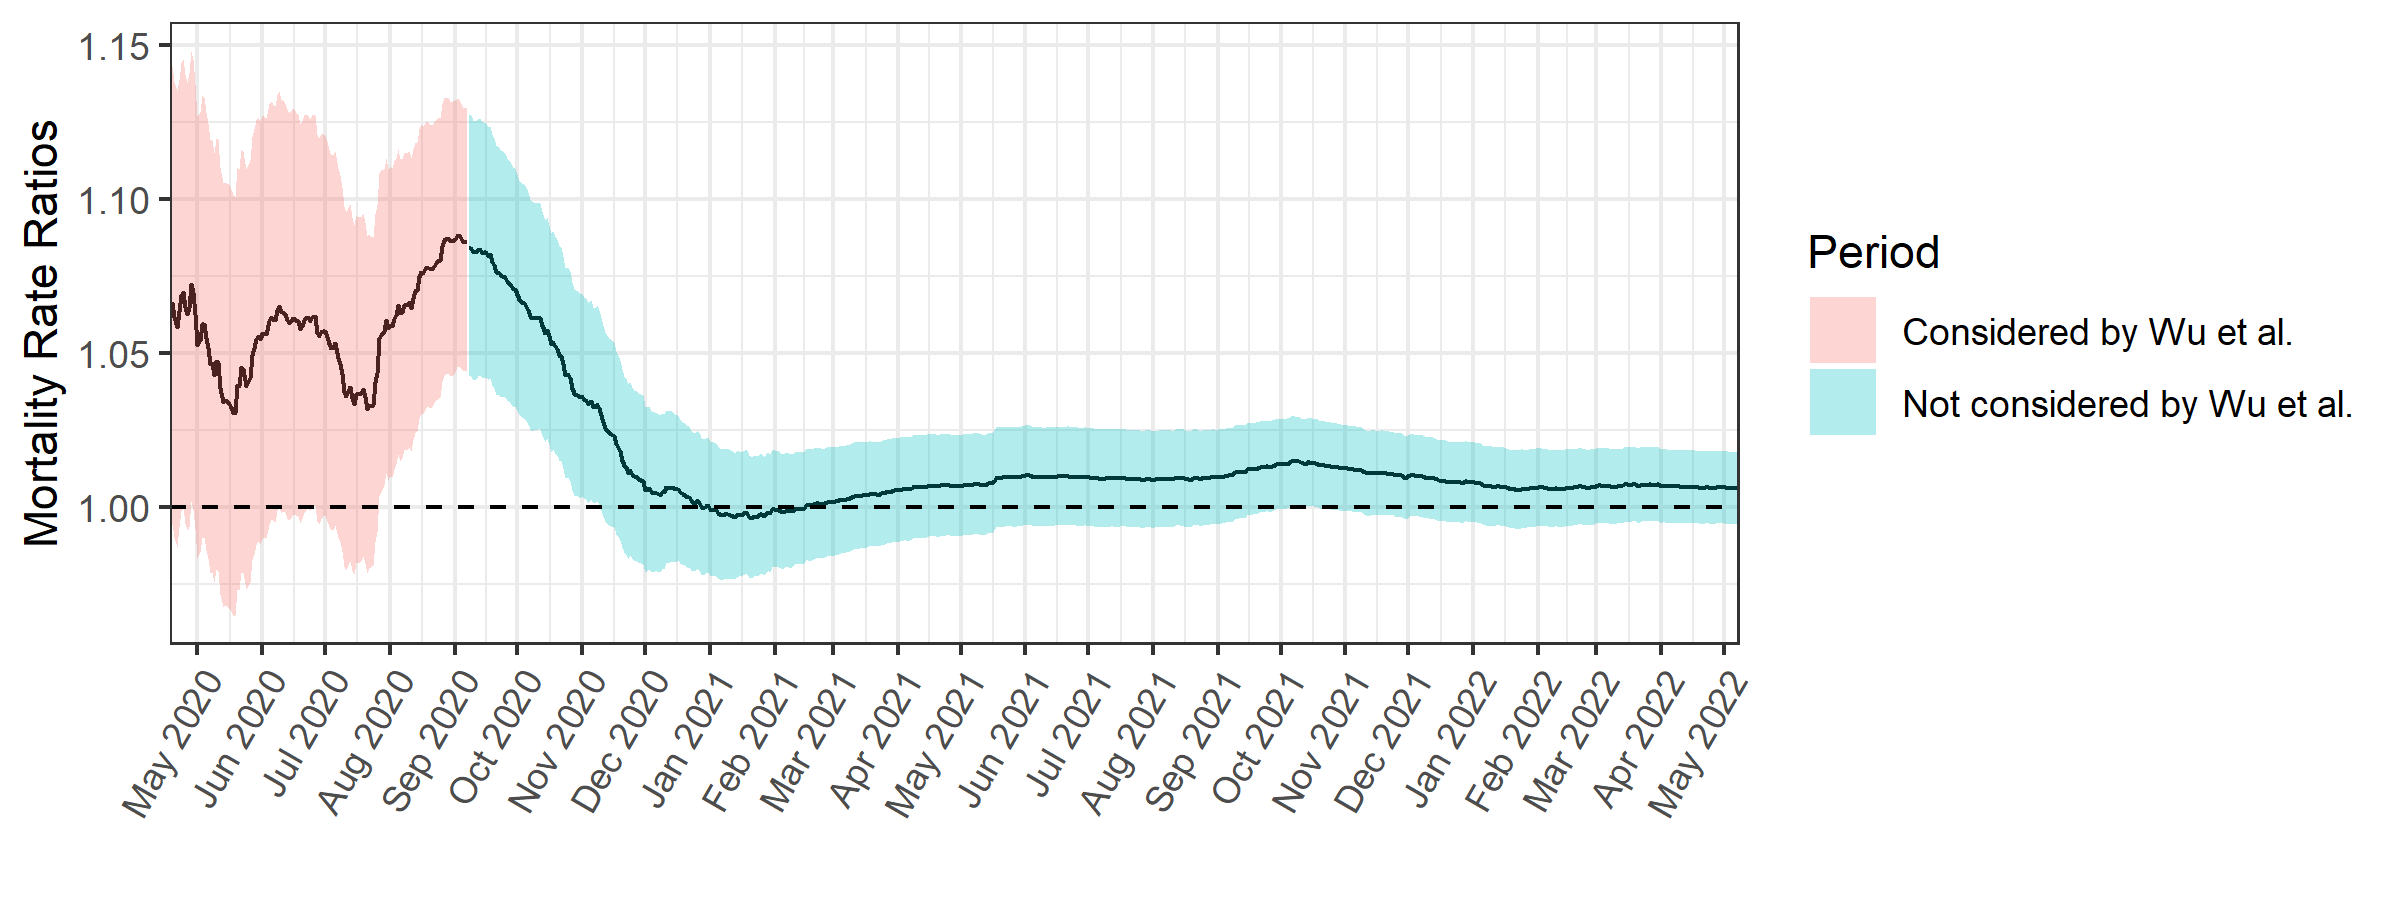 Mortality Rate Ratios
1.15
1.10
1.05
1.00
May 2020
Jun 2020
Jul 2020
Aug 2020
Sep 2020
Oct 2020
Nov 2020
Dec 2020
Jan 2021
Feb 2021
Mar 2021
Apr 2021
May 2021
Jun 2021
Jul 2021
Aug 2021
Sep 2021
Oct 2021
Nov 2021
Dec 2021
Jan 2022
Feb 2022
Mar 2022
Apr 2022
May 2022
Period
Considered by Wu et al.
Not considered by Wu et al.